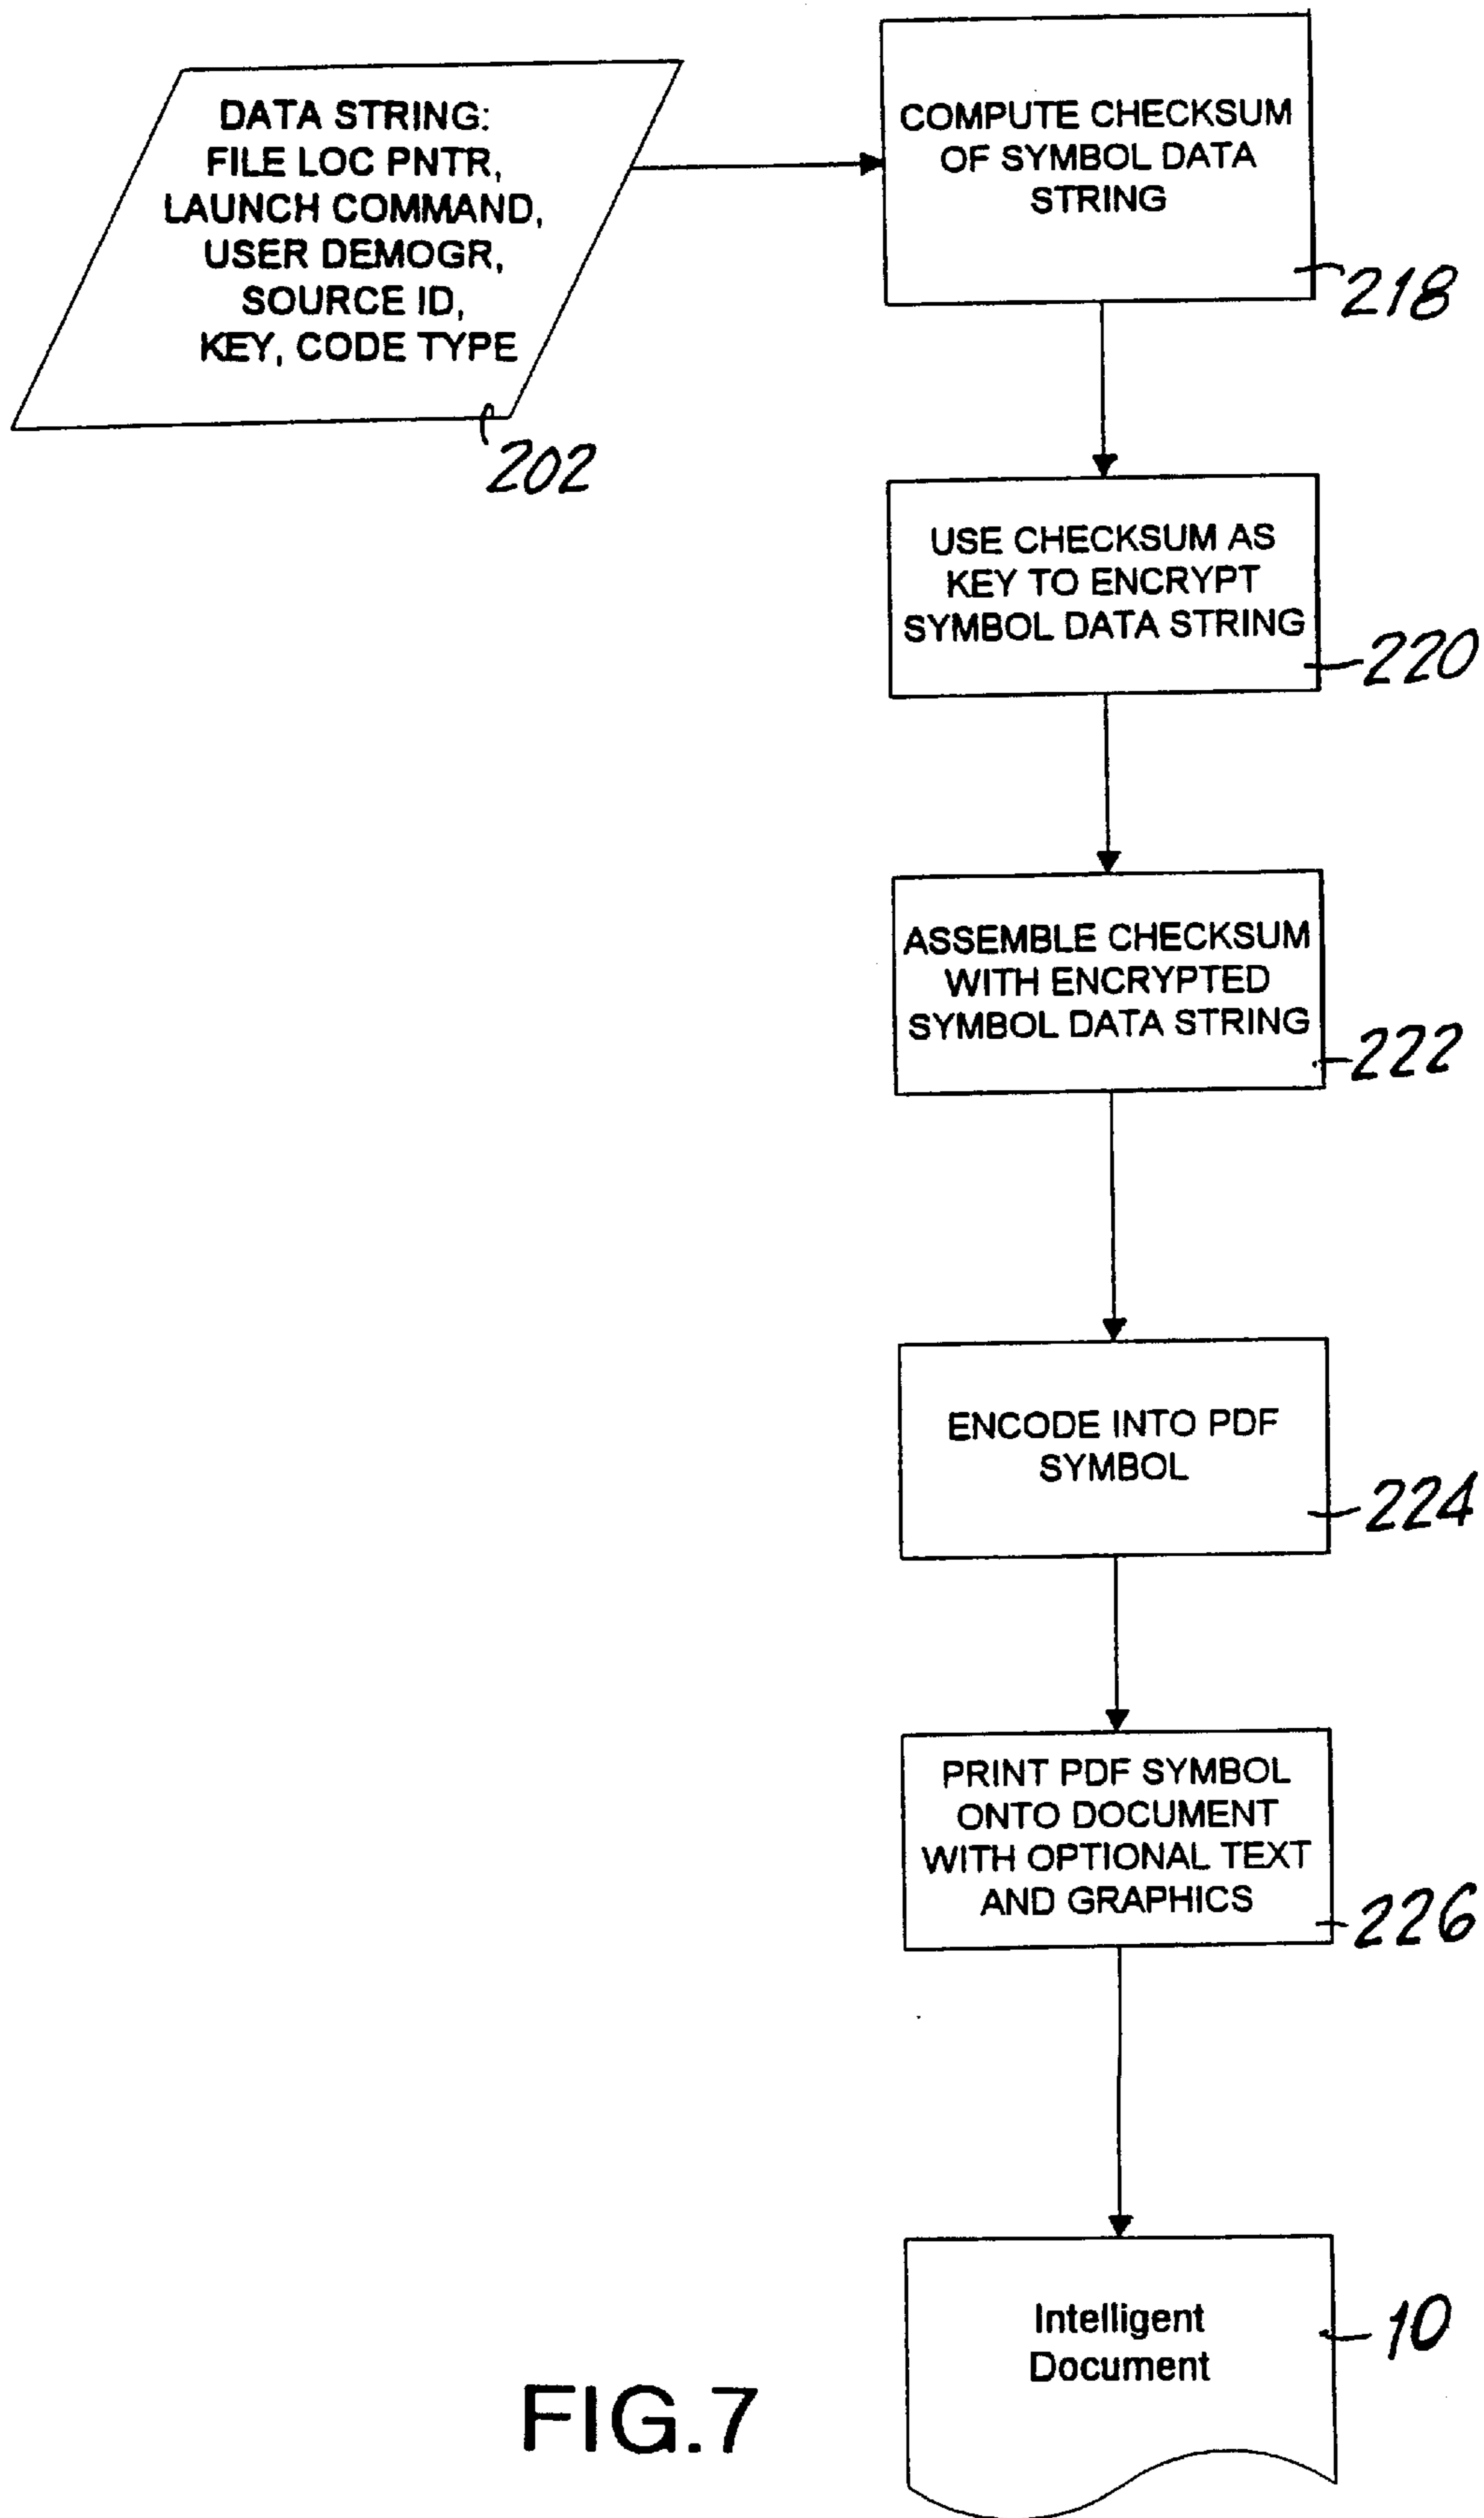 DATA STRING:
FILE LOC PNTR,
LAUNCH COMMAND,
USER DEMOGR,
SOURCE ID,
KEY, CODE TYPE
202
COMPUTE CHECKSUM
OF SYMBOL DATA
STRING
218
USE CHECKSUM AS
KEY TO ENCRYPT
SYMBOL DATA STRING
220
ASSEMBLE CHECKSUM
WITH ENCRYPTED
SYMBOL DATA STRING
222
ENCODE INTO PDF
SYMBOL
224
PRINT PDF SYMBOL
ONTO DOCUMENT
WITH OPTIONAL TEXT
AND GRAPHICS
226
Intelligent
Document
10
FIG.7